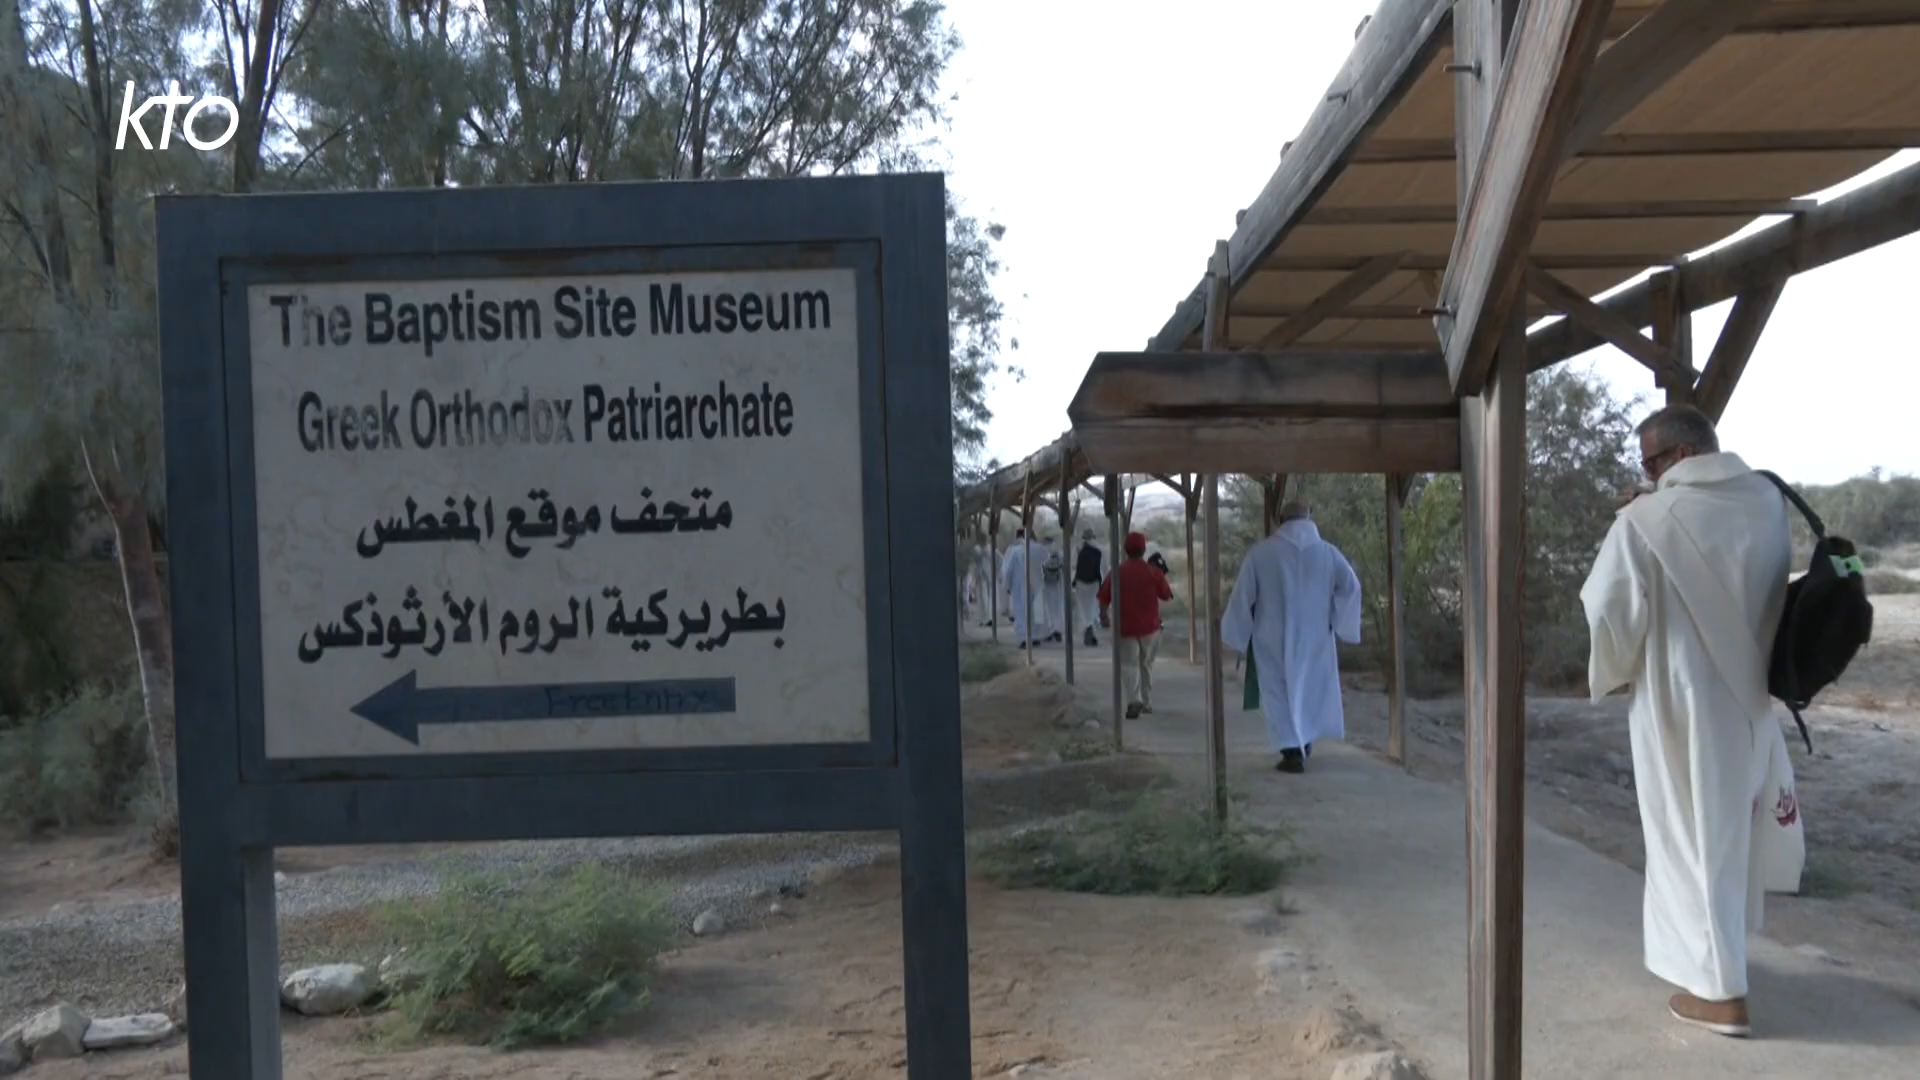 kto
The Baptism Site Museum
Greek Orthodox Patriarchate
متحف موقع المغطس
بطريركية الروم الأرثوذكس
Free Entry